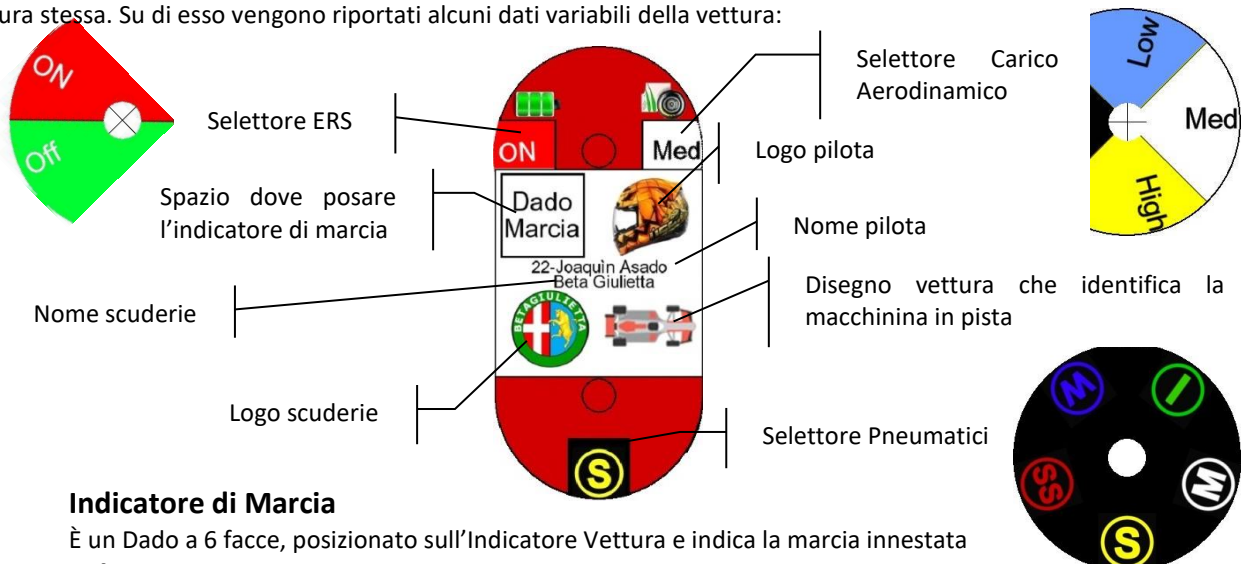 ura stessa. Su di esso vengono riportati alcuni dati variabili della vettura:
ON
Off
Selettore ERS
Spazio dove posare
l'indicatore di marcia
Nome scuderie
Logo scuderie
ON
Med
Dado
Marcia
22-Joaquìn Asado
Beta Giulietta
BETAGIULIETTA
S
Selettore Carico
Aerodinamico
Logo pilota
Nome pilota
Disegno vettura che identifica la
macchinina in pista
Selettore Pneumatici
Low
Med
High
W
I
SS
M
S
Indicatore di Marcia
È un Dado a 6 facce, posizionato sull'Indicatore Vettura e indica la marcia innestata